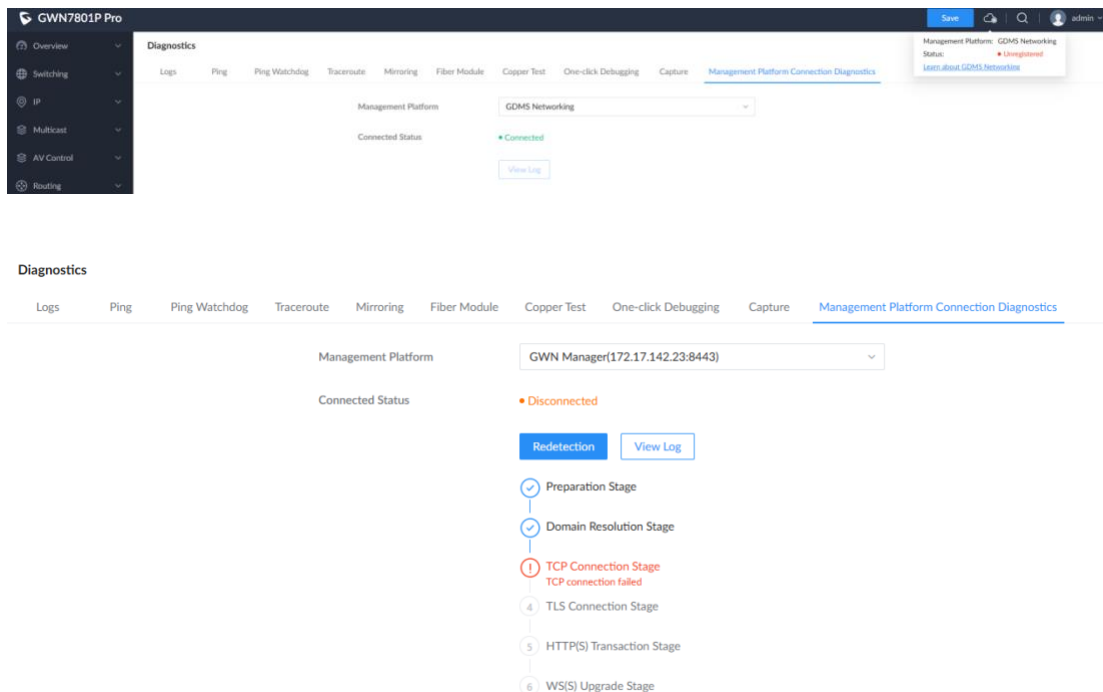 GWN7801P Pro
Save
admin
Overview
Switching
IP
Multicast
AV Control
Routing
Diagnostics
Logs Ping Ping Watchdog Traceroute Mirroring Fiber Module Copper Test One-click Debugging Capture Management Platform Connection Diagnostics
Management Platform GDMS Networking
Connected Status Connected
View Log
Management Platform: GDMS Networking
Status: Unregistered
Learn about GDMS Networking
Diagnostics
Logs Ping Ping Watchdog Traceroute Mirroring Fiber Module Copper Test One-click Debugging Capture Management Platform Connection Diagnostics
Management Platform GWN Manager(172.17.142.23:8443)
Connected Status Disconnected
Redetection View Log
Preparation Stage
Domain Resolution Stage
! TCP Connection Stage
TCP connection failed
4 TLS Connection Stage
5 HTTP(S) Transaction Stage
6 WS(S) Upgrade Stage